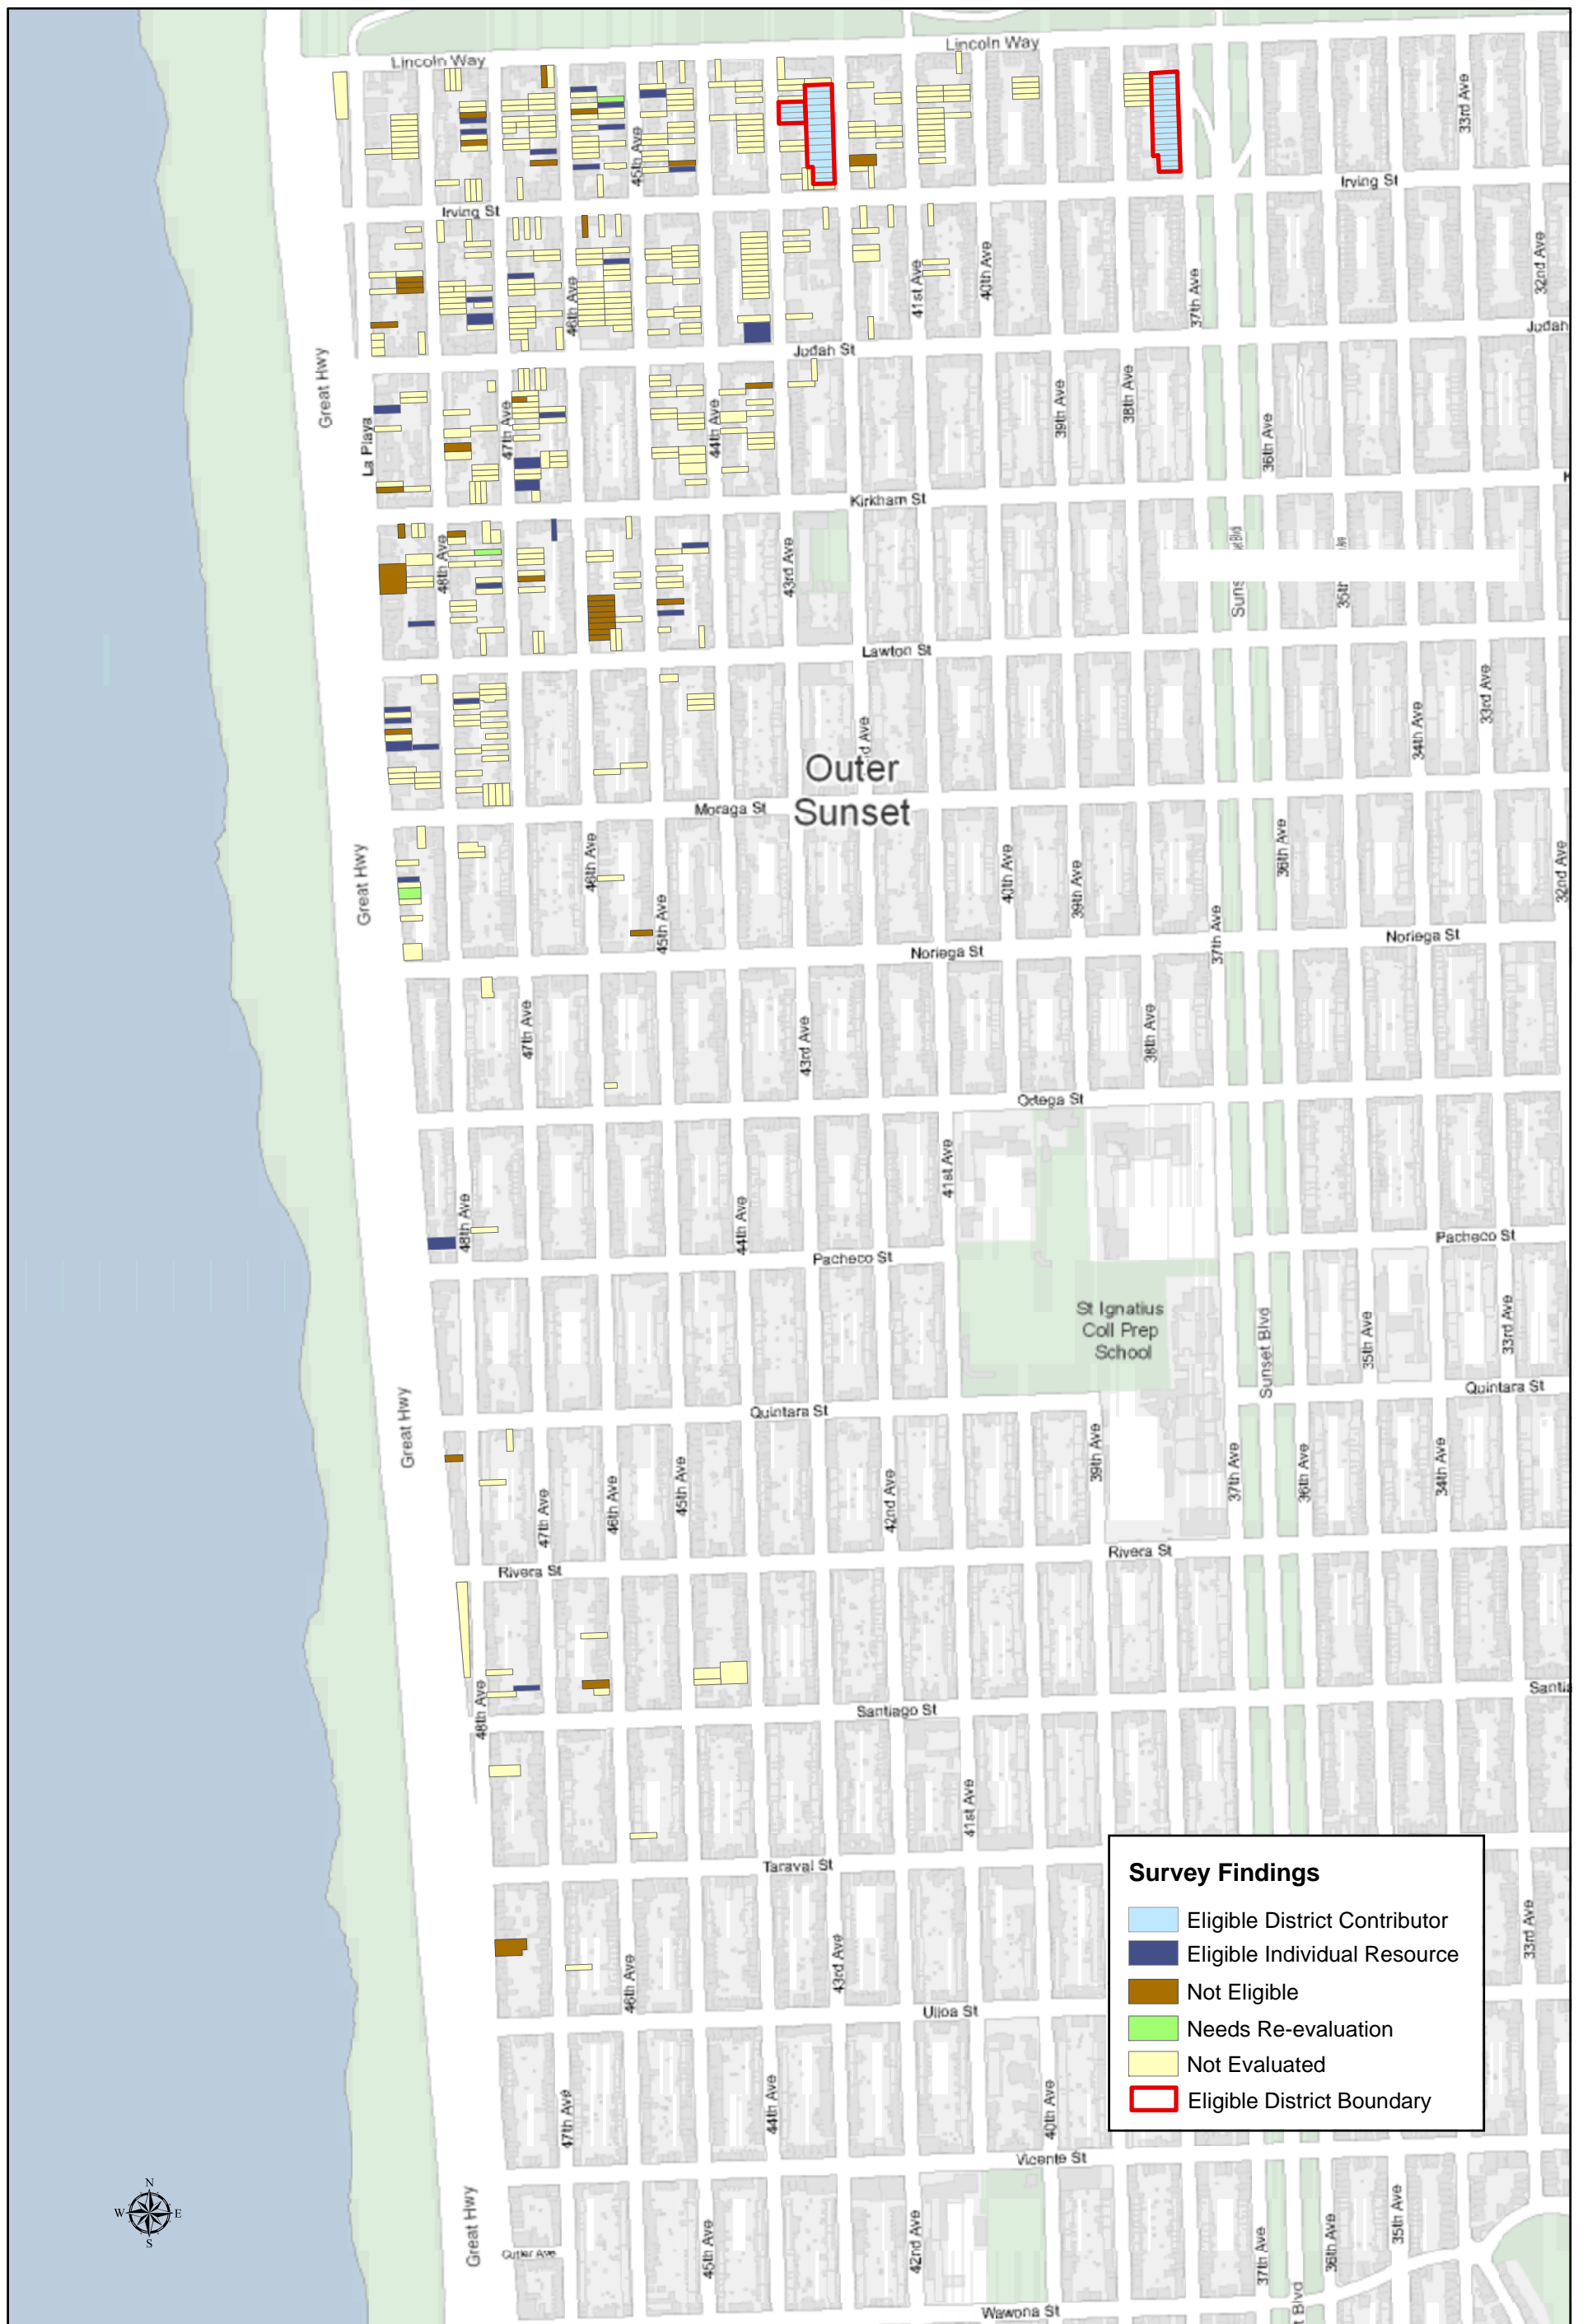 Lincoln Way
Lincoln Way
33rd Ave
45th Ave
Irving St
Irving St
32nd Ave
46th Ave
41st Ave
40th Ave
37th Ave
Judah
Judah St
Great Hwy
La Playa
47th Ave
44th Ave
39th Ave
38th Ave
36th Ave
Kirkham St
K
48th Ave
43rd Ave
35th
Lawton St
33rd Ave
34th Ave
d Ave
Outer
Sunset
Moraga St
Great Hwy
46th Ave
45th Ave
40th Ave
39th Ave
36th Ave
32nd Ave
37th Ave
Noriega St
Noriega St
47th Ave
43rd Ave
38th Ave
Ortega St
41st Ave
48th Ave
44th Ave
Pacheco St
Pacheco St
St Ignatius
Coll Prep
School
Sunset Blvd
35th Ave
33rd Ave
Great Hwy
Quintara St
Quintara St
47th Ave
46th Ave
45th Ave
42nd Ave
39th Ave
37th Ave
36th Ave
34th Ave
Rivera St
Rivera St
48th Ave
Santiago St
Santia
41st Ave
Taraval St
Survey Findings
Eligible District Contributor
Eligible Individual Resource
Not Eligible
Needs Re-evaluation
Not Evaluated
Eligible District Boundary
46th Ave
43rd Ave
33rd Ave
Ulloa St
47th Ave
44th Ave
40th Ave
Vicente St
N
W
E
S
Great Hwy
Cutler Ave
45th Ave
42nd Ave
37th Ave
36th Ave
35th Ave
t Blvd
Wawona St